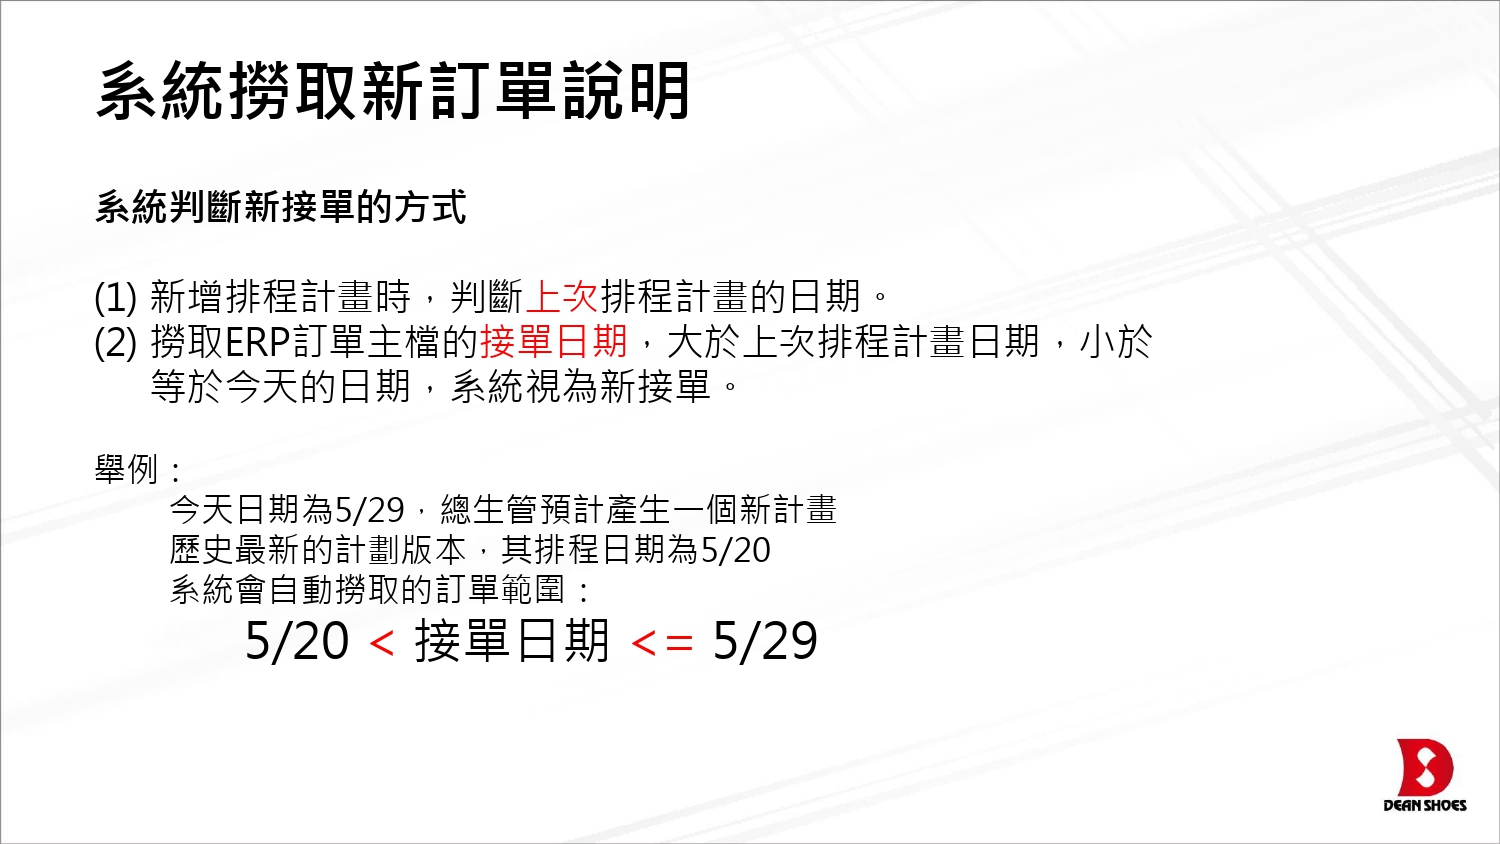 系統撈取新訂單說明
系統判斷新接單的方式
(1) 新增排程計畫時，判斷上次排程計畫的日期。
(2) 撈取ERP訂單主檔的接單日期，大於上次排程計畫日期，小於
等於今天的日期，系統視為新接單。
舉例：
今天日期為5/29，總生管預計產生一個新計畫
歷史最新的計劃版本，其排程日期為5/20
系統會自動撈取的訂單範圍：
5/20 < 接單日期 <= 5/29
DEAN SHOES